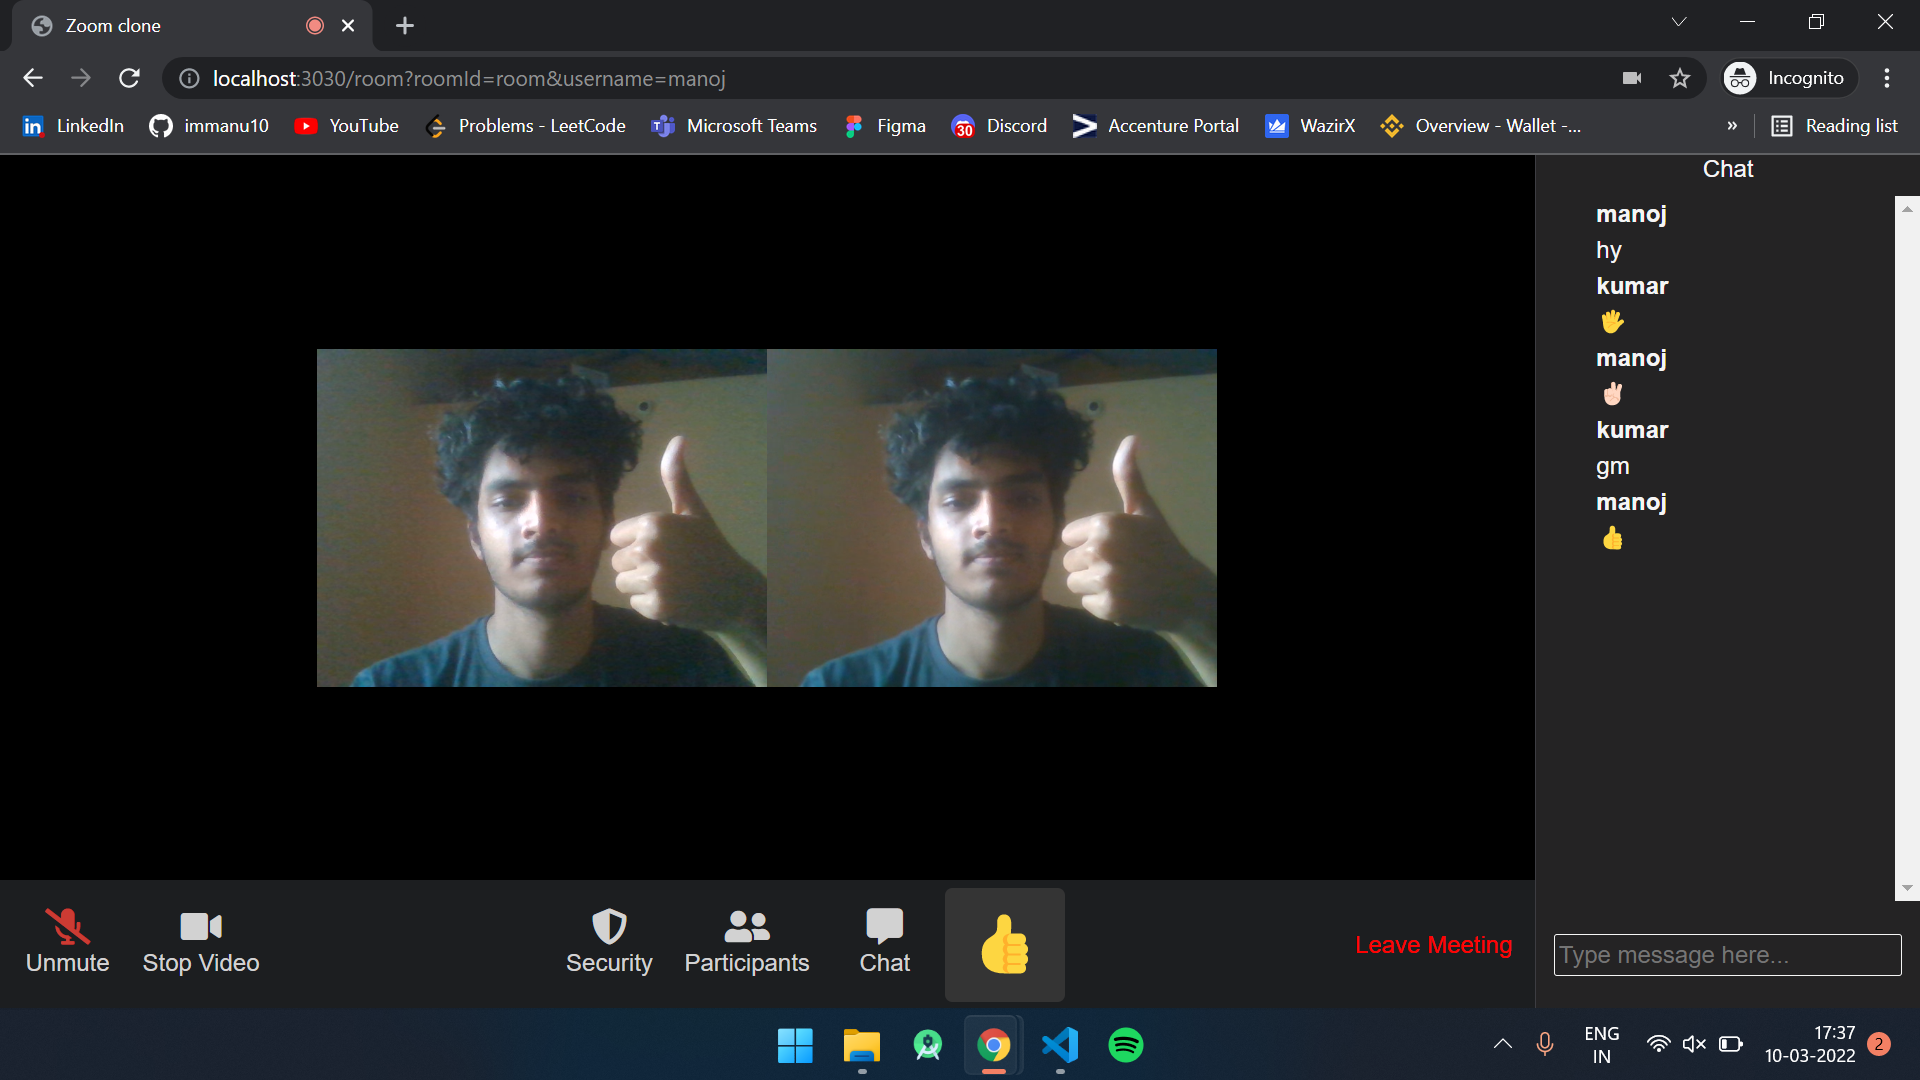 Zoom clone
localhost:3030/room?roomId=room&username=manoj
Incognito
LinkedIn immanu10 YouTube Problems - LeetCode Microsoft Teams Figma 30 Discord Accenture Portal WazirX Overview - Wallet -... » Reading list
Chat
manoj
hy
kumar
🖐
manoj
✌🏻
kumar
gm
manoj
👍
Type message here...
Unmute Stop Video Security Participants Chat 👍 Leave Meeting
ENG
IN
17:37
10-03-2022
2